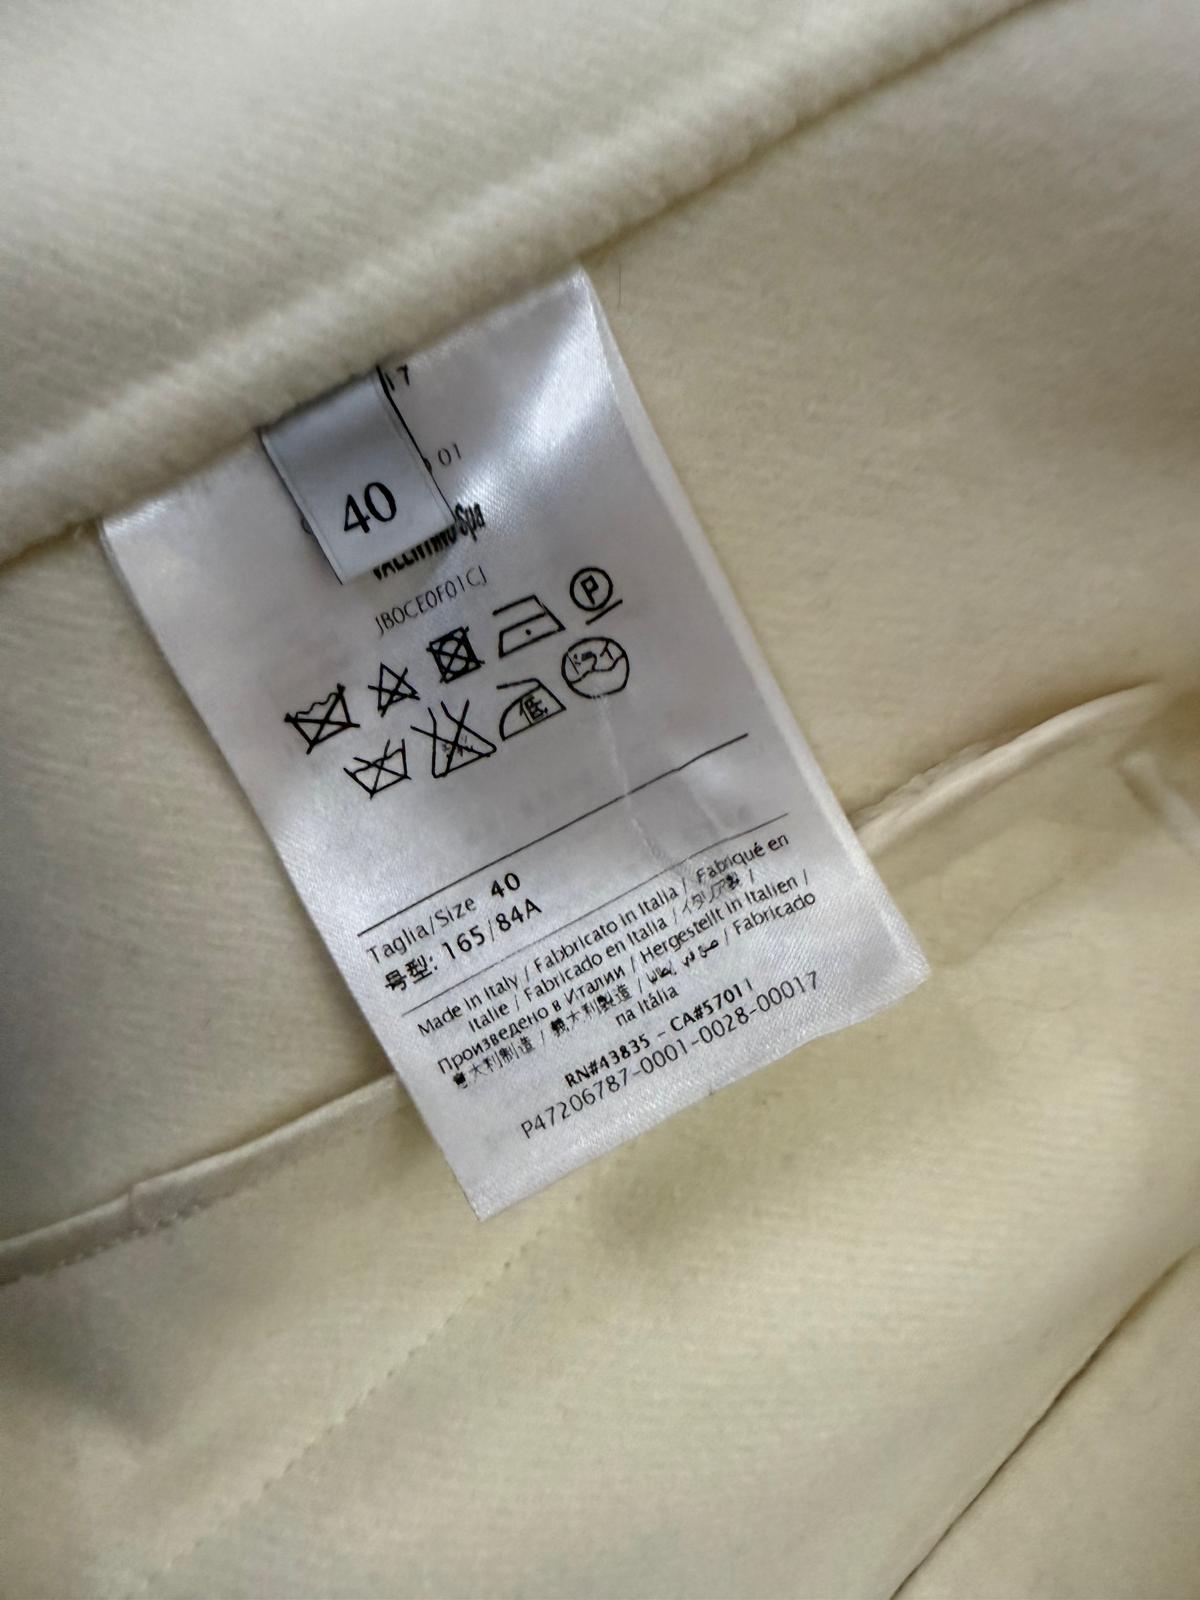 17
01
40
VALENTINO Spa
JB0CE0F01CJ
P
低
ドライ
Taglia/Size 40
号型: 165/84A
Made in Italy / Fabbricato in Italia / Fabriqué en
Italie / Fabricado en Italia / イタリア製 /
Произведено в Италии / Hergestellt in Italien /
意大利制造 / 義大利製造 / / Fabricado
na Itália
RN#43835 - CA#57011
P47206787-0001-0028-00017